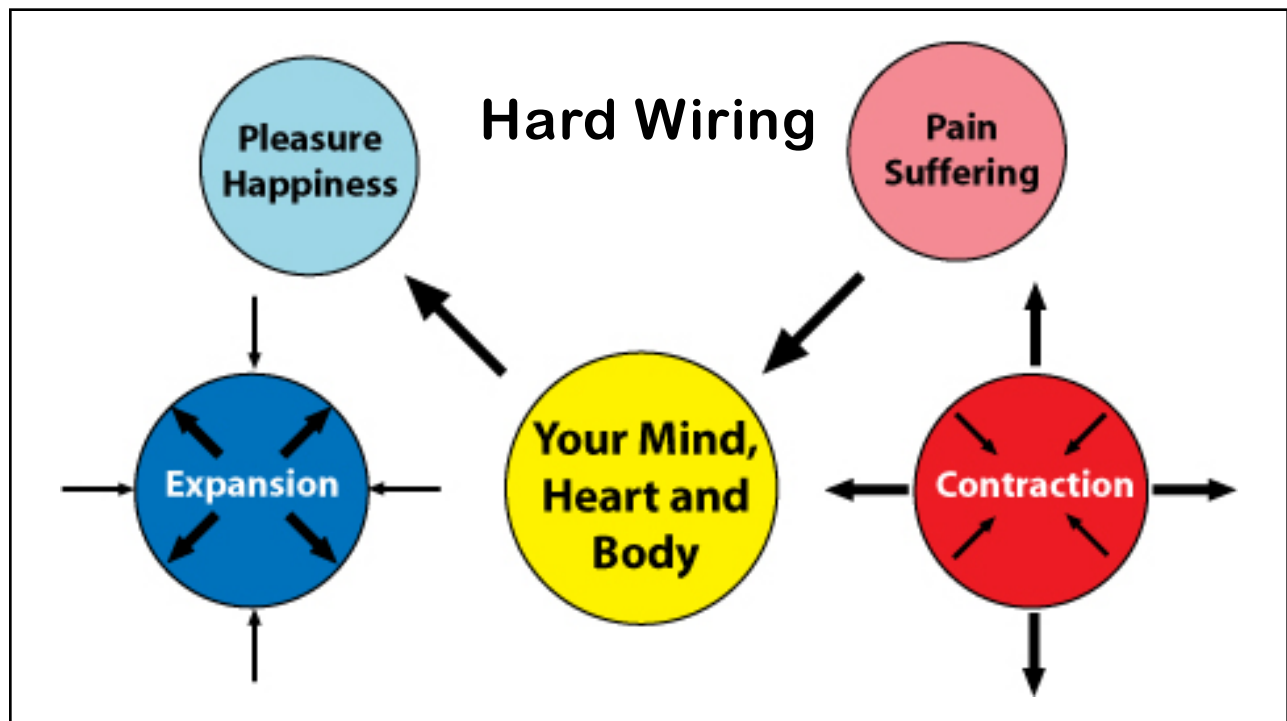 Hard Wiring
Pleasure
Happiness
Pain
Suffering
Expansion
Your Mind,
Heart and
Body
Contraction